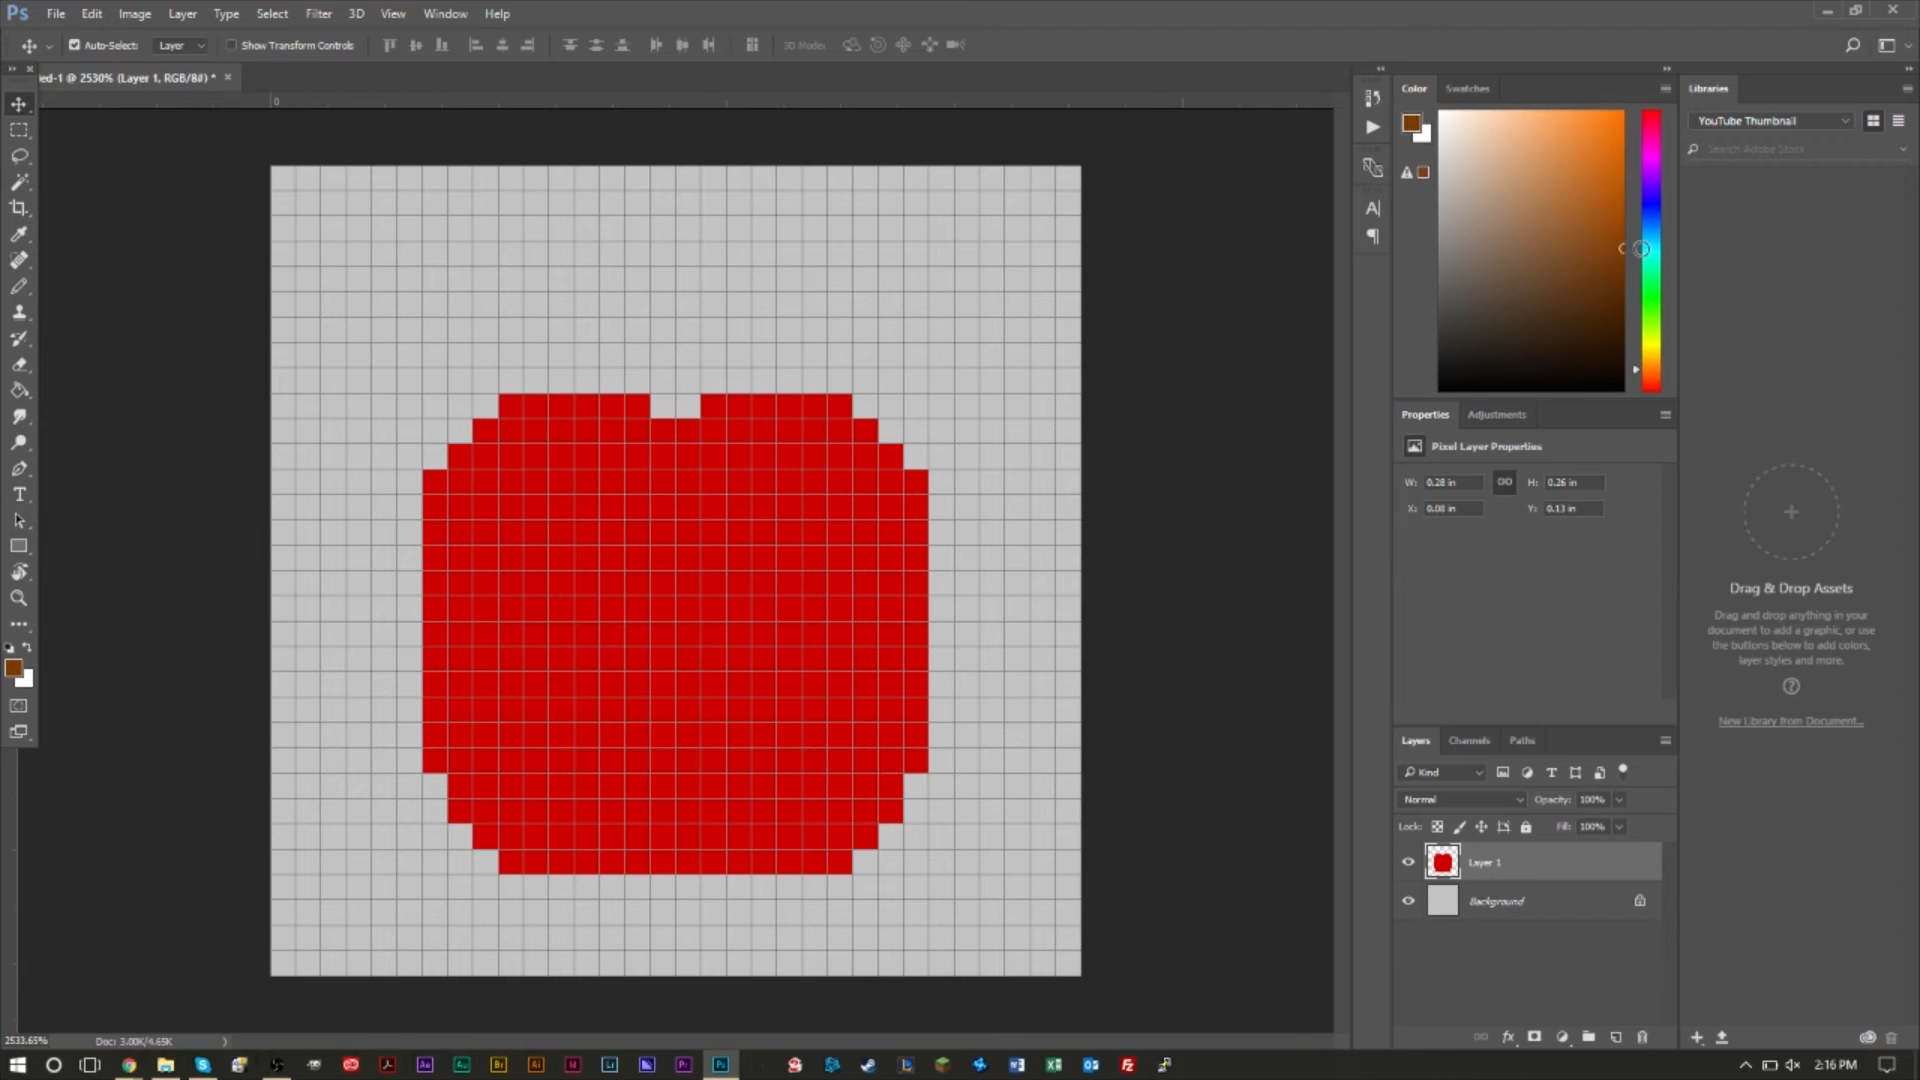 Ps File Edit Image Layer Type Select Filter 3D View Window Help
Auto-Select: Layer Show Transform Controls 3D Mode:
ed-1 @ 2530% (Layer 1, RGB/8#) *
0
Color Swatches
Libraries
YouTube Thumbnail
Search Adobe Stock
Properties Adjustments
Pixel Layer Properties
W: 0.28 in H: 0.26 in
X: 0.08 in Y: 0.13 in
Drag & Drop Assets
Drag and drop anything in your
document to add a graphic, or use
the buttons below to add colors,
layer styles and more.
New Library from Document...
Layers Channels Paths
Kind
Normal Opacity: 100%
Lock: Fill: 100%
Layer 1
Background
2533.65% Doc: 3.00K/4.65K
2:16 PM